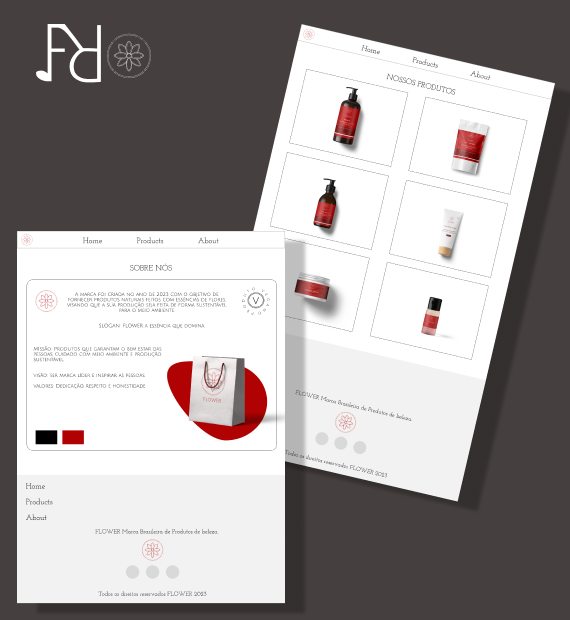 Home
Products
About
NOSSOS PRODUTOS
FLOWER Marca Brasileira de Produtos de beleza.
Todos os direitos reservados FLOWER 2023
Home
Products
About
SOBRE NÓS
A MARCA FOI CRIADA NO ANO DE 2023 COM O OBJETIVO DE
FORNECER PRODUTOS NATURAIS FEITOS COM ESSÊNCIAS DE FLORES.
VISANDO QUE A SUA PRODUÇÃO SEJA FEITA DE FORMA SUSTENTÁVEL
PARA O MEIO AMBIENTE.
SLOGAN: FLOWER A ESSÊNCIA QUE DOMINA.
MISSÃO: PRODUTOS QUE GARANTAM O BEM ESTAR DAS
PESSOAS, CUIDADO COM MEIO AMBIENTE E PRODUÇÃO
SUSTENTÁVEL.
VISÃO: SER MARCA LÍDER E INSPIRAR AS PESSOAS.
VALORES: DEDICAÇÃO RESPEITO E HONESTIDADE
V
FLOWER
Home
Products
About
FLOWER Marca Brasileira de Produtos de beleza.
Todos os direitos reservados FLOWER 2023